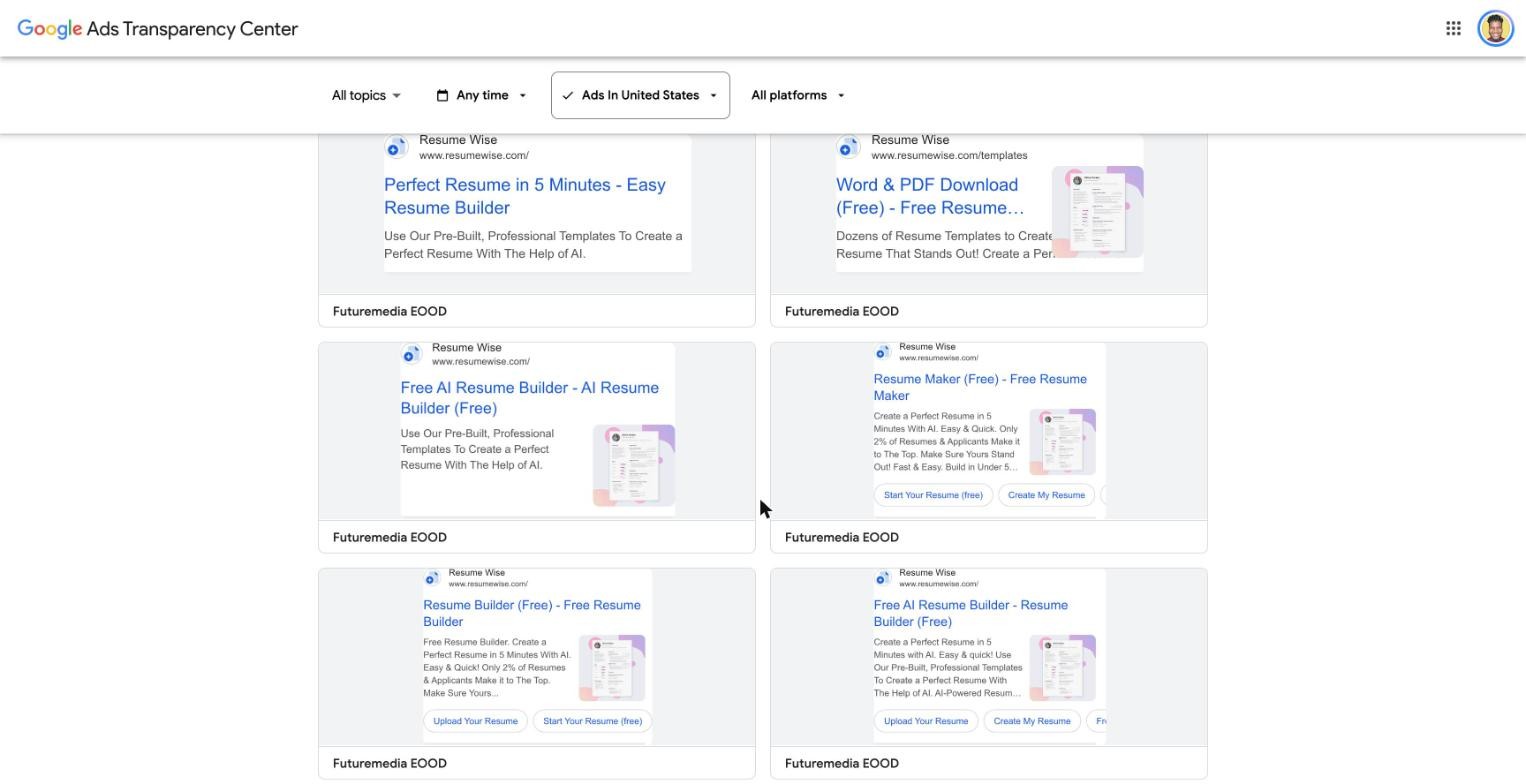 Google Ads Transparency Center
All topics
Any time
Ads In United States
All platforms
Resume Wise
www.resumewise.com/
Perfect Resume in 5 Minutes - Easy
Resume Builder
Use Our Pre-Built, Professional Templates To Create a
Perfect Resume With The Help of AI.
Futuremedia EOOD
Resume Wise
www.resumewise.com/templates
Word & PDF Download
(Free) - Free Resume...
Dozens of Resume Templates to Create
Resume That Stands Out! Create a Per...
Futuremedia EOOD
Resume Wise
www.resumewise.com/
Free AI Resume Builder - AI Resume
Builder (Free)
Use Our Pre-Built, Professional
Templates To Create a Perfect
Resume With The Help of AI.
Futuremedia EOOD
Resume Wise
www.resumewise.com/
Resume Maker (Free) - Free Resume
Maker
Create a Perfect Resume in 5
Minutes With AI. Easy & Quick. Only
2% of Resumes & Applicants Make it
to The Top. Make Sure Yours Stand
Out! Fast & Easy. Build in Under 5...
Start Your Resume (free)
Create My Resume
Futuremedia EOOD
Resume Wise
www.resumewise.com/
Resume Builder (Free) - Free Resume
Builder
Free Resume Builder. Create a
Perfect Resume in 5 Minutes With AI.
Easy & Quick! Only 2% of Resumes
& Applicants Make it to The Top.
Make Sure Yours...
Upload Your Resume
Start Your Resume (free)
Futuremedia EOOD
Resume Wise
www.resumewise.com/
Free AI Resume Builder - Resume
Builder (Free)
Create a Perfect Resume in 5
Minutes with AI. Easy & quick! Use
Our Pre-Built, Professional Templates
To Create a Perfect Resume With
The Help of AI. AI-Powered Resum...
Upload Your Resume
Create My Resume
Futuremedia EOOD